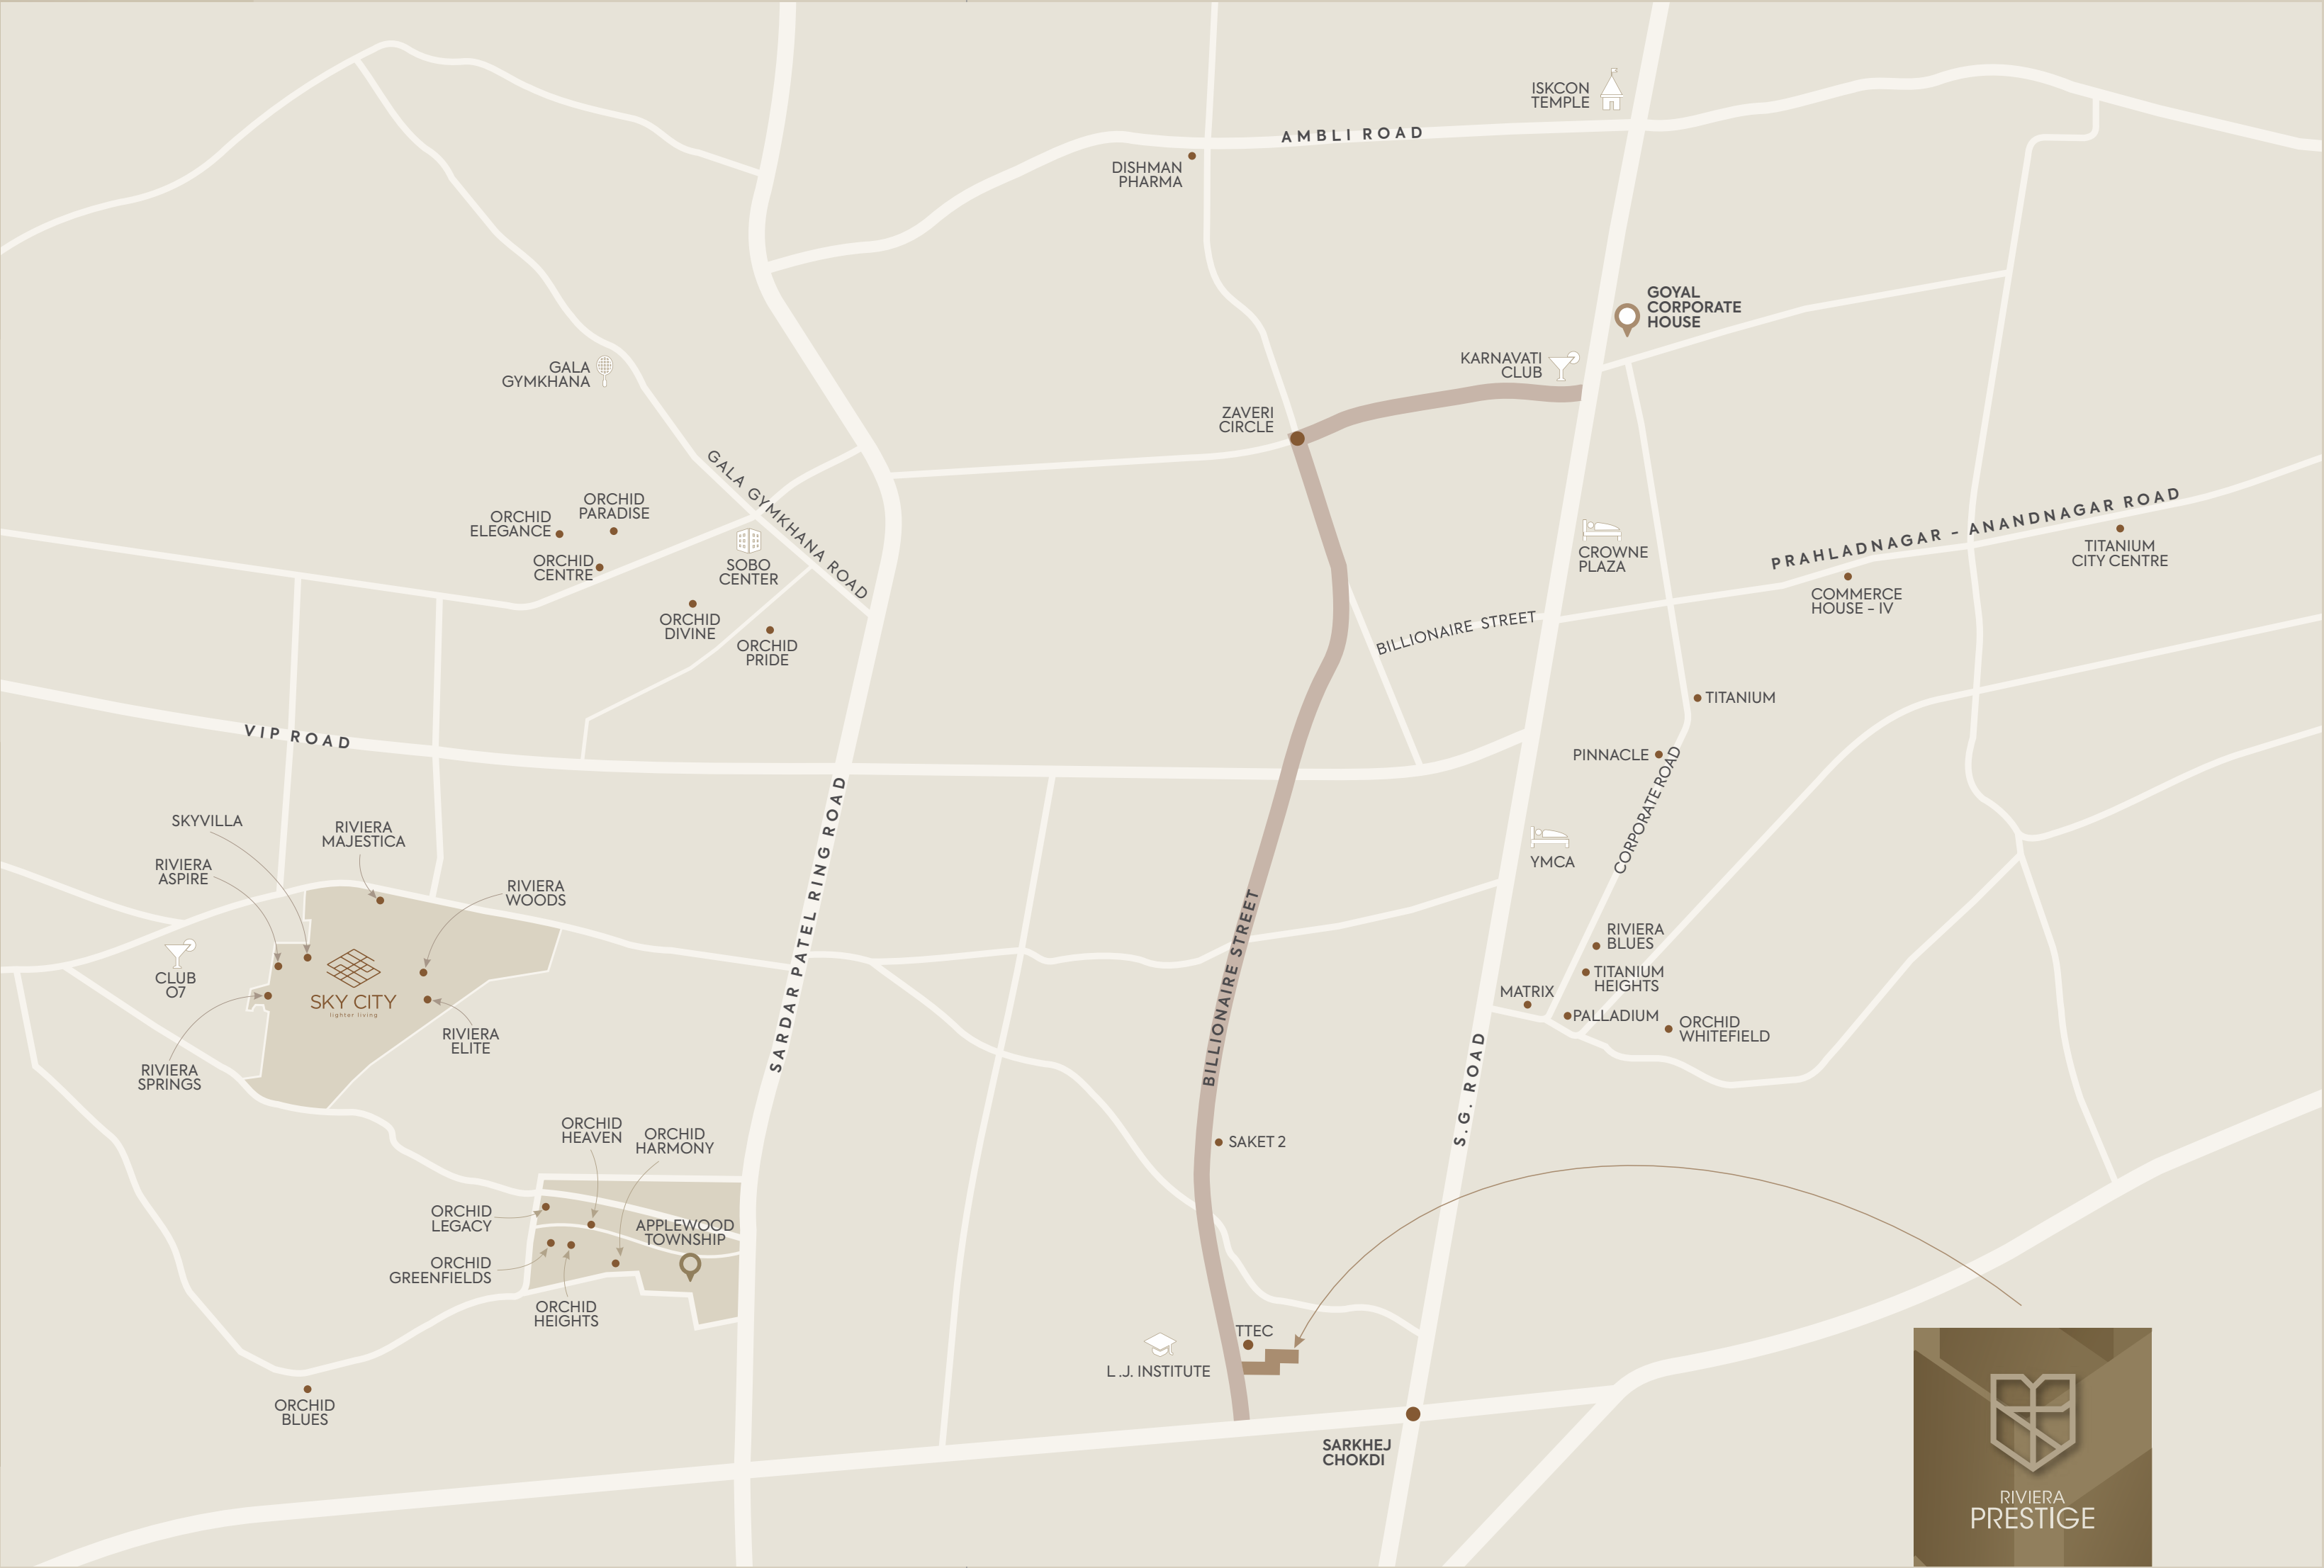 ISKCON
TEMPLE
AMBLI ROAD
DISHMAN
PHARMA
GOYAL
CORPORATE
HOUSE
KARNAVATI
CLUB
GALA
GYMKHANA
ZAVERI
CIRCLE
GALA GYMKHANA ROAD
ORCHID
PARADISE
ORCHID
ELEGANCE
ORCHID
CENTRE
SOBO
CENTER
CROWNE
PLAZA
PRAHLADNAGAR - ANANDNAGAR ROAD
TITANIUM
CITY CENTRE
COMMERCE
HOUSE - IV
ORCHID
DIVINE
ORCHID
PRIDE
BILLIONAIRE STREET
TITANIUM
VIP ROAD
PINNACLE
CORPORATE ROAD
SKYVILLA
RIVIERA
MAJESTICA
RIVIERA
ASPIRE
RIVIERA
WOODS
SARDAR PATEL RING ROAD
YMCA
BILLIONAIRE STREET
RIVIERA
BLUES
TITANIUM
HEIGHTS
CLUB
O7
SKY CITY
lighter living
MATRIX
PALLADIUM
ORCHID
WHITEFIELD
RIVIERA
ELITE
RIVIERA
SPRINGS
S.G. ROAD
ORCHID
HEAVEN
ORCHID
HARMONY
SAKET 2
ORCHID
LEGACY
APPLEWOOD
TOWNSHIP
ORCHID
GREENFIELDS
ORCHID
HEIGHTS
TTEC
L .J. INSTITUTE
ORCHID
BLUES
SARKHEJ
CHOKDI
RIVIERA
PRESTIGE